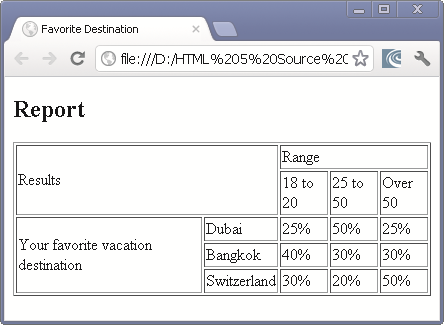 Favorite Destination
file:///D:/HTML%205%20Source%20C
Report
Results
Range
18 to
20
25 to
50
Over
50
Your favorite vacation
destination
Dubai
25%
50%
25%
Bangkok
40%
30%
30%
Switzerland
30%
20%
50%